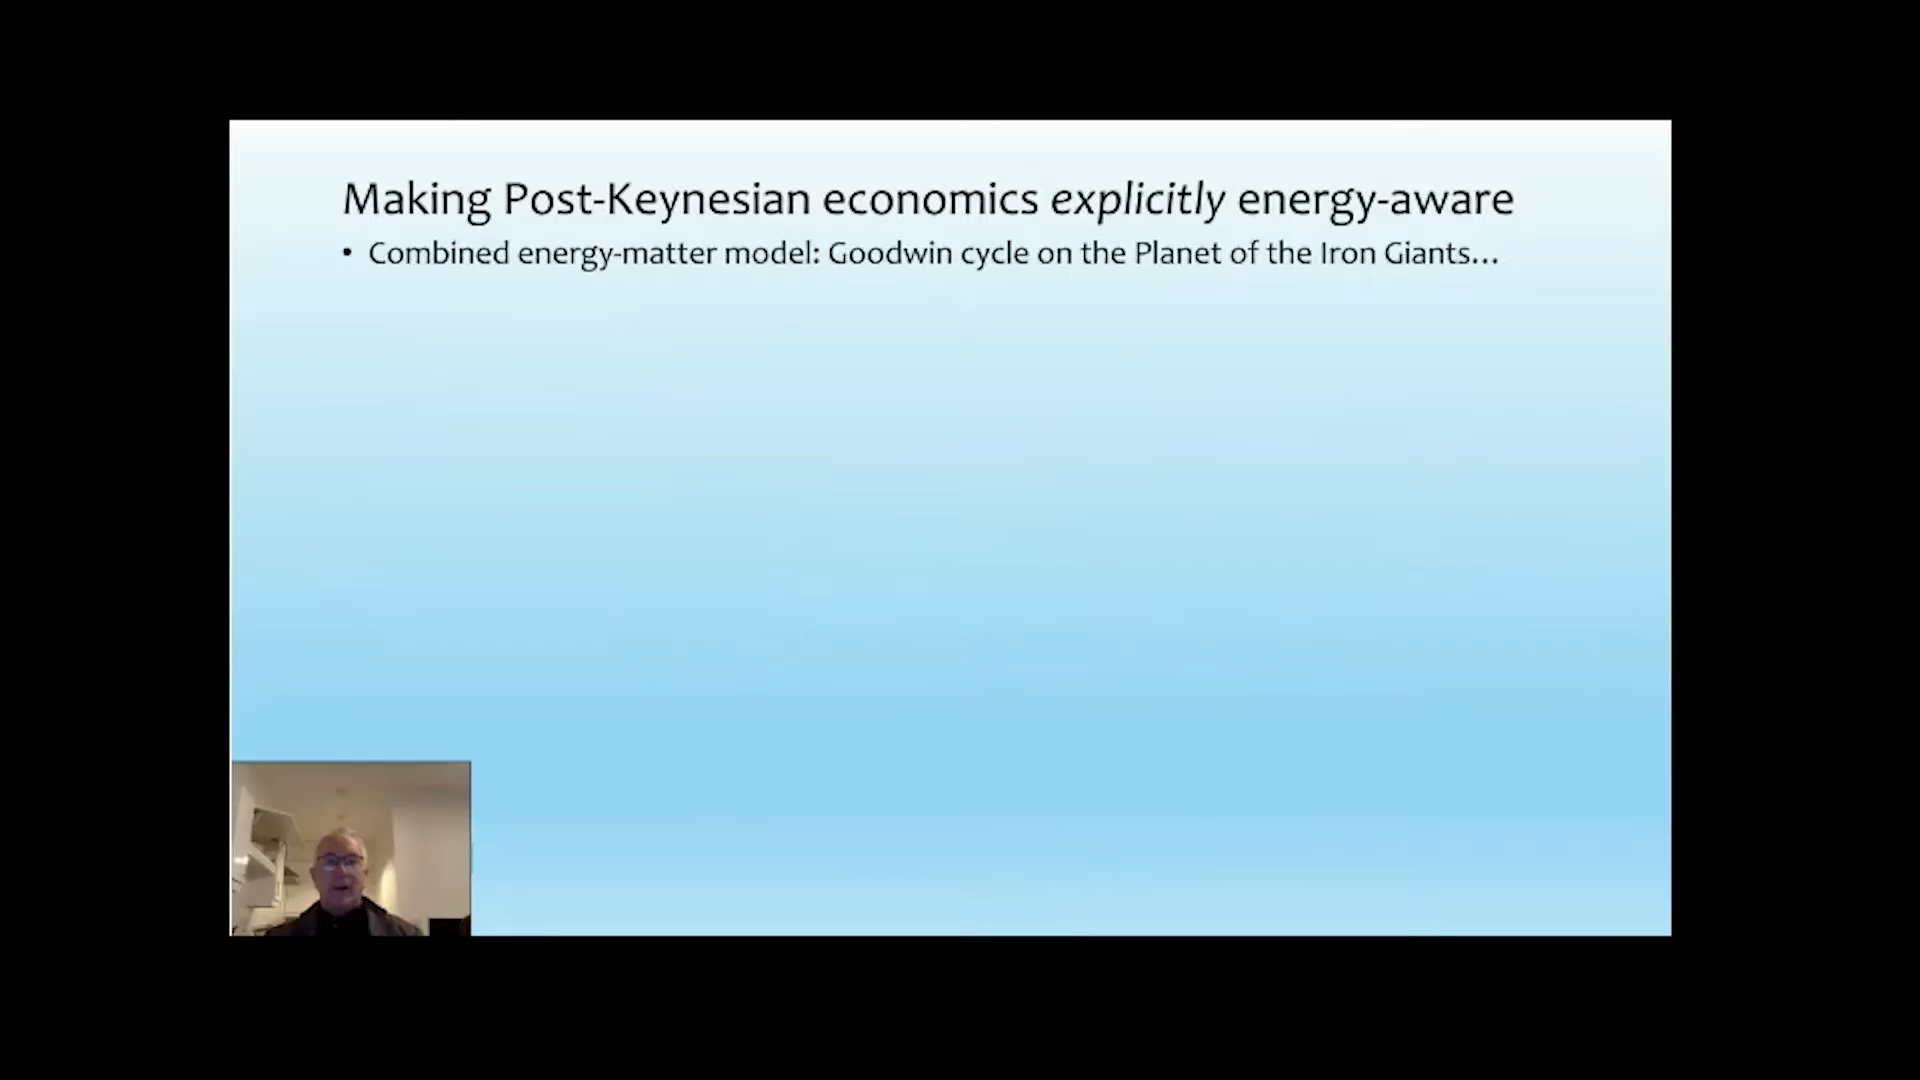 Making Post-Keynesian economics explicitly energy-aware
• Combined energy-matter model: Goodwin cycle on the Planet of the Iron Giants…